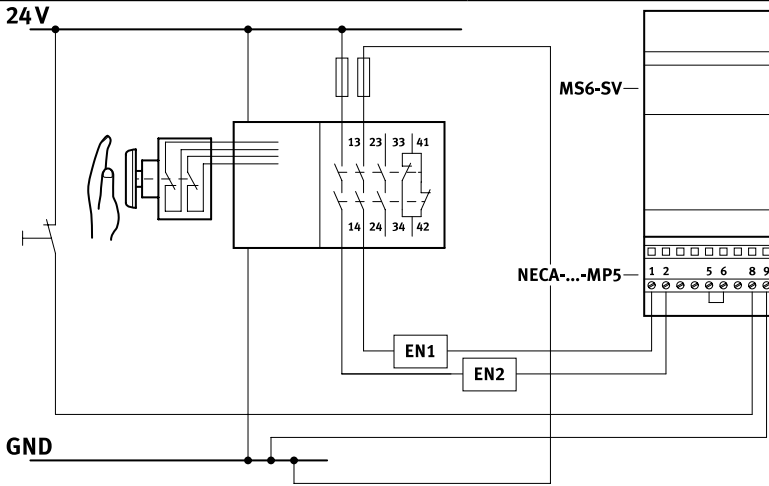 24 V
MS6-SV
13 23 33 41
14 24 34 42
NECA-...-MP5
1 2 5 6 8 9
EN1
EN2
GND